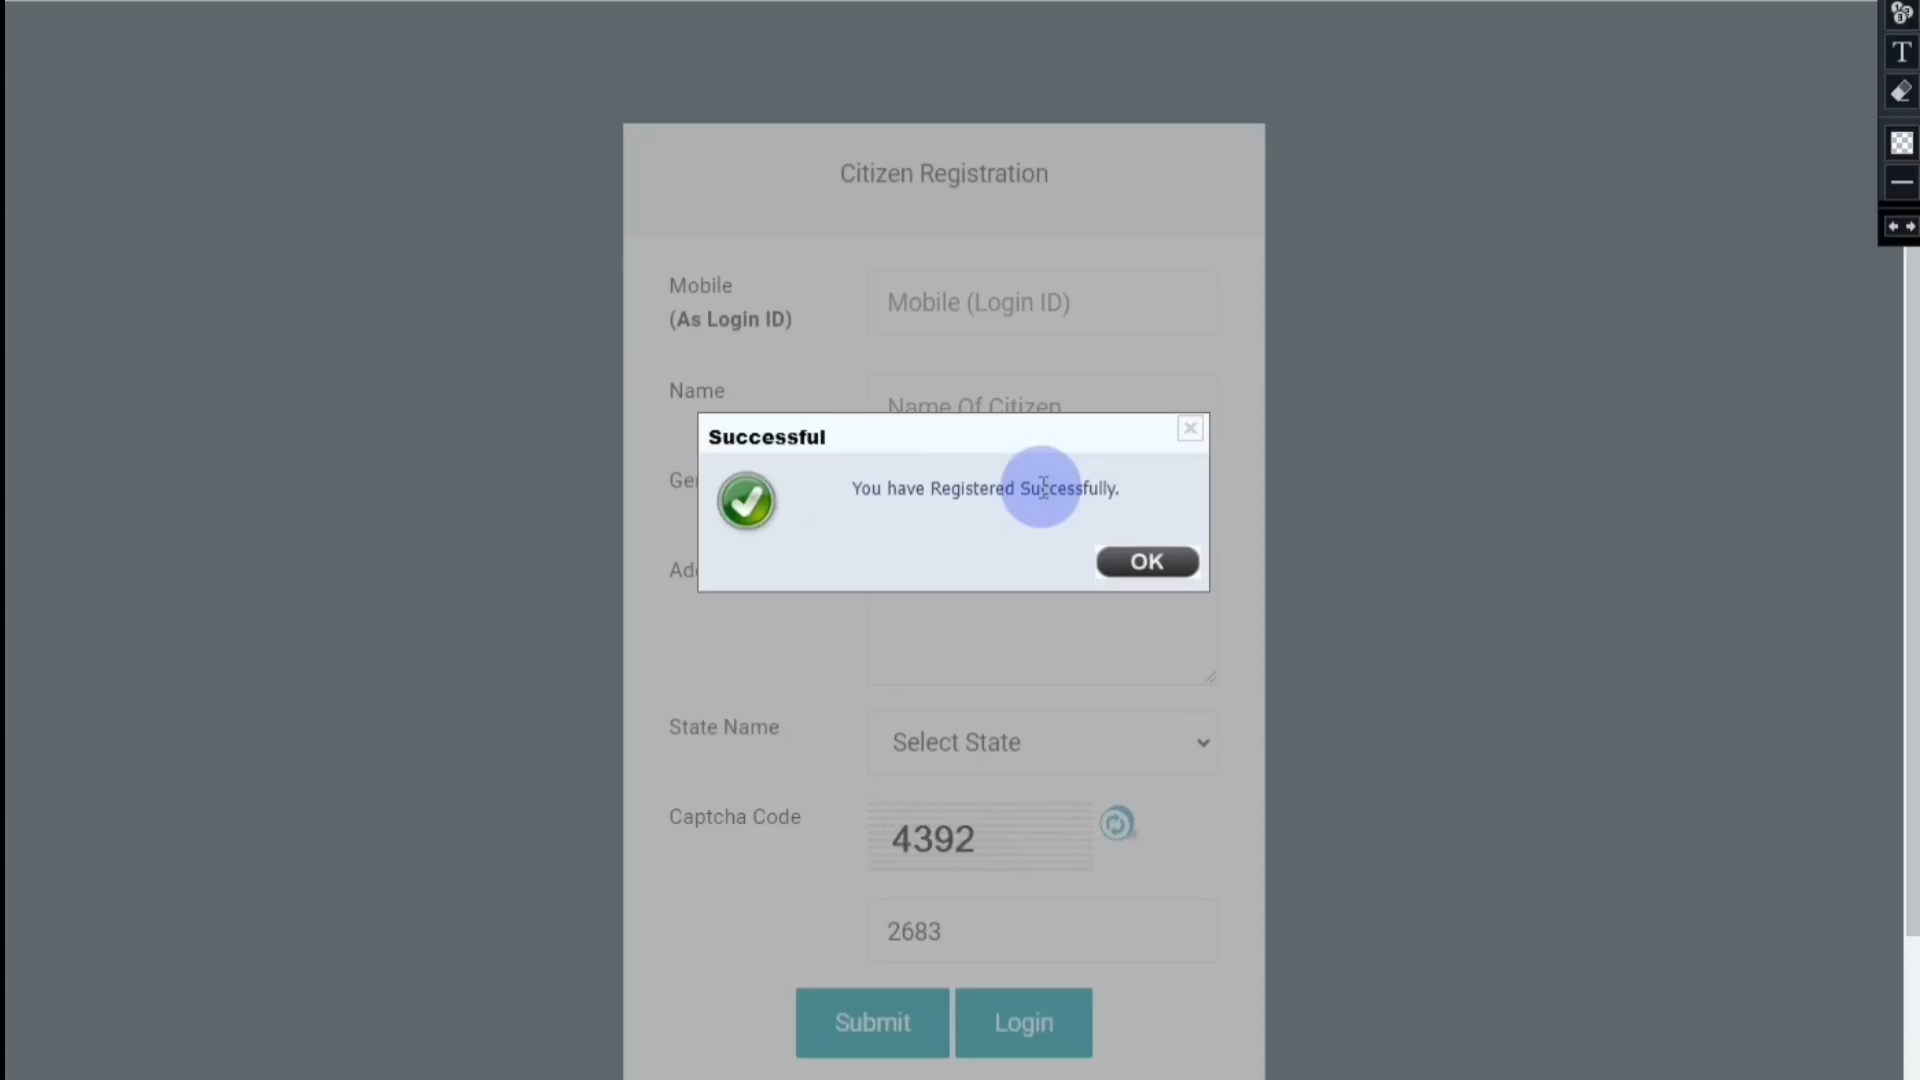 Citizen Registration
Mobile
(As Login ID)
Mobile (Login ID)
Name
Name Of Citizen
Successful
You have Registered Successfully.
OK
State Name
Select State
Captcha Code
4392
2683
Submit
Login